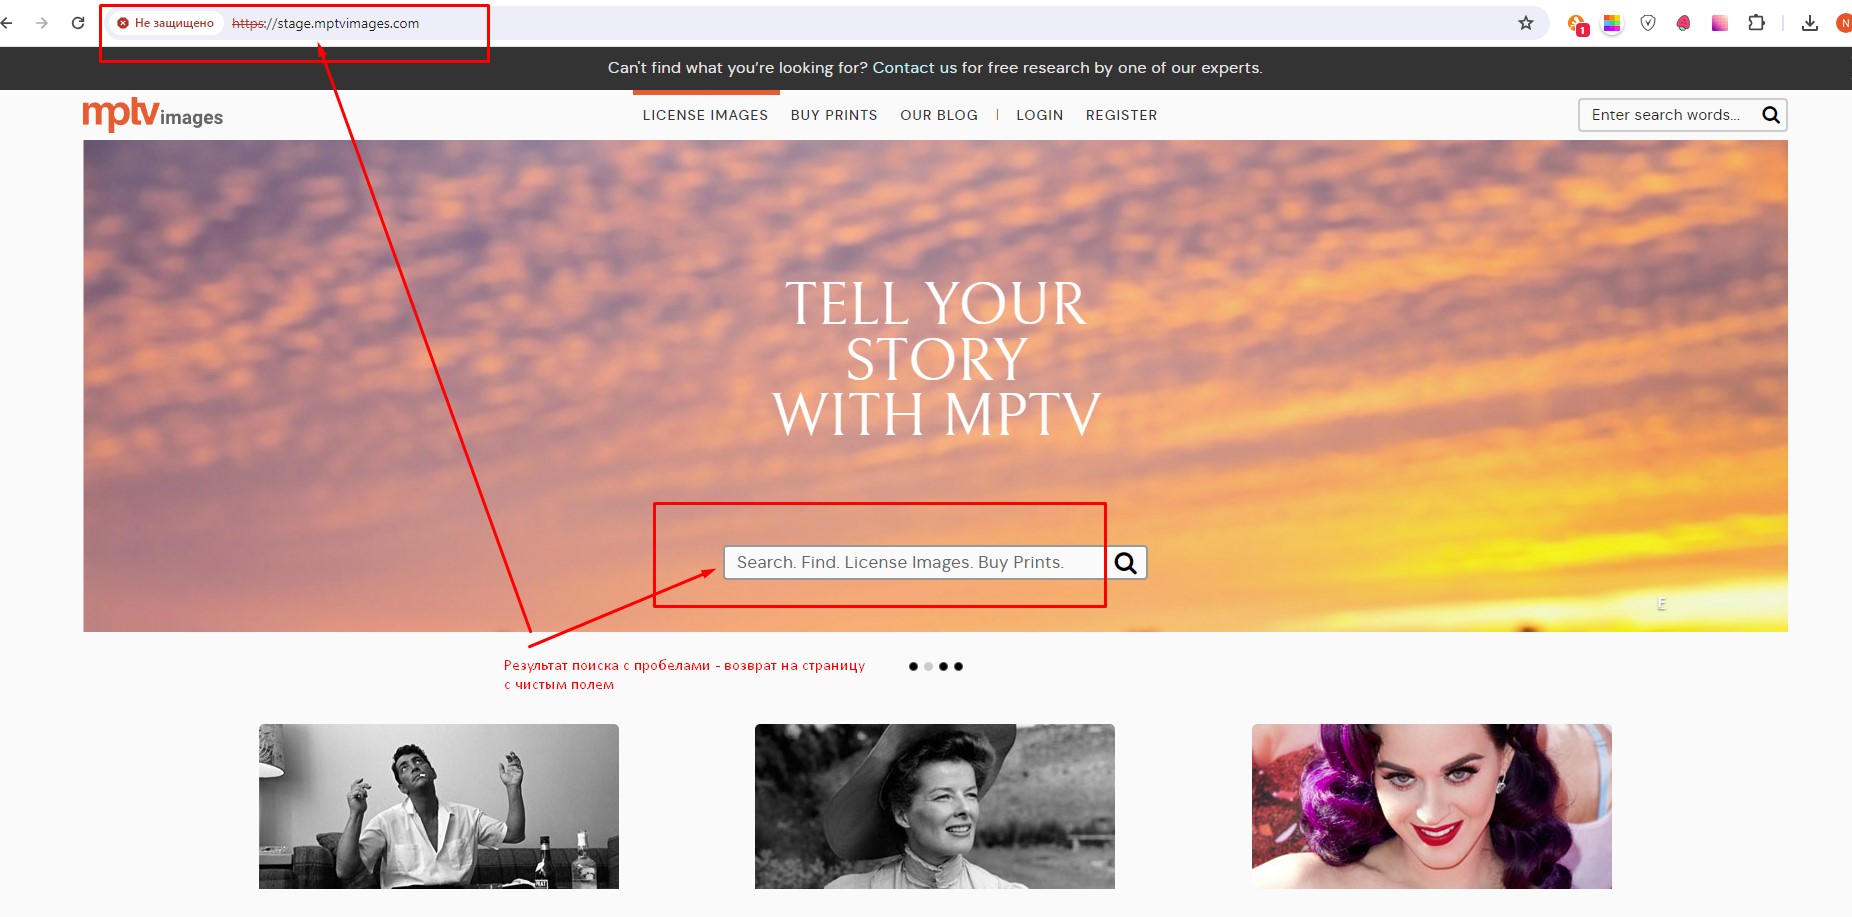 Не защищено https://stage.mptvimages.com
1
N
Can't find what you're looking for? Contact us for free research by one of our experts.
mptvimages
LICENSE IMAGES BUY PRINTS OUR BLOG | LOGIN REGISTER
Enter search words...
TELL YOUR
STORY
WITH MPTV
Search. Find. License Images. Buy Prints.
E
Результат поиска с пробелами - возврат на страницу
с чистым полем